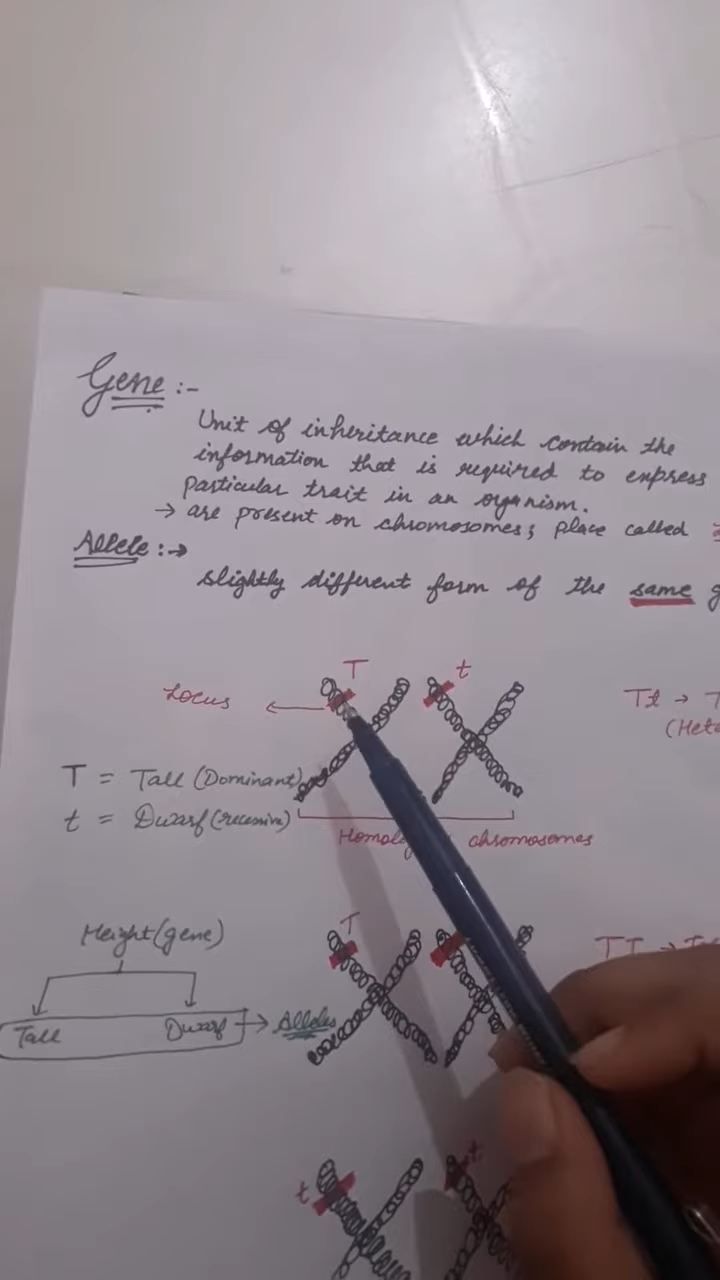 Gene :-
Unit of inheritance which contain the
information that is required to express
particular trait in an organism.
→ are present on chromosomes; place called
Allele :→
slightly different form of the same
T t
Locus ←
Tt →
T = Tall (Dominant)
t = Dwarf (recessive)
chromosomes
Height (gene)
T
Tall Dwarf → Alleles
t t